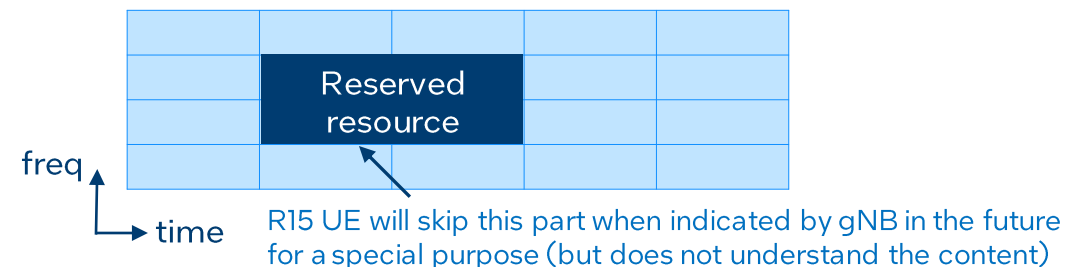 Reserved
resource
freq
time
R15 UE will skip this part when indicated by gNB in the future
for a special purpose (but does not understand the content)